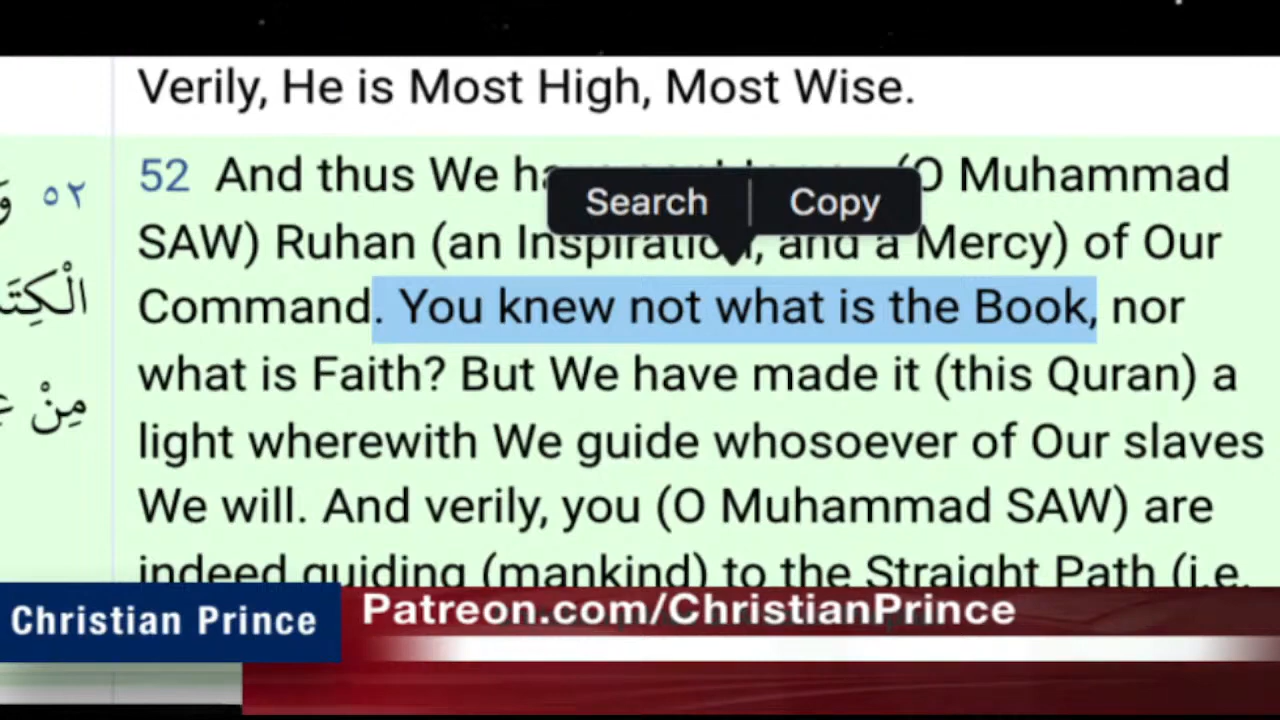 Verily, He is Most High, Most Wise.
52 And thus We (O Muhammad
Search Copy
SAW) Ruhan (an Inspiration, and a Mercy) of Our
Command. You knew not what is the Book, nor
what is Faith? But We have made it (this Quran) a
light wherewith We guide whosoever of Our slaves
We will. And verily, you (O Muhammad SAW) are
indeed guiding (mankind) to the Straight Path (i.e.
٥٢
مِنْ
Christian Prince
Patreon.com/ChristianPrince